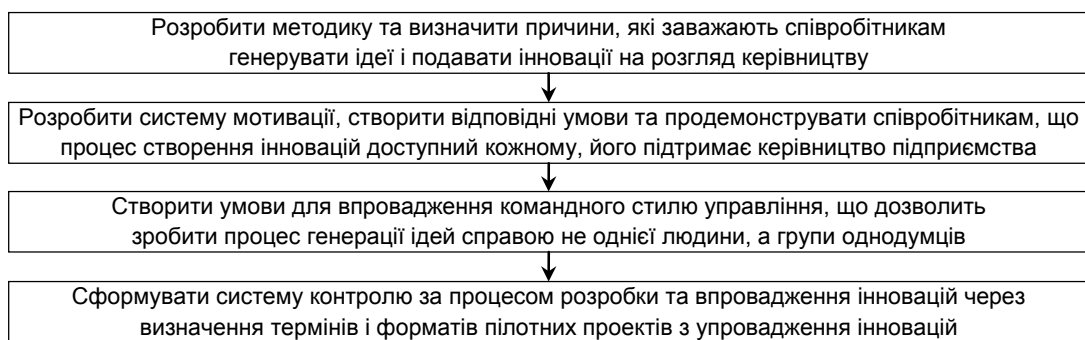 Розробити методику та визначити причини, які заважають співробітникам
генерувати ідеї і подавати інновації на розгляд керівництву
Розробити систему мотивації, створити відповідні умови та продемонструвати співробітникам, що
процес створення інновацій доступний кожному, його підтримає керівництво підприємства
Створити умови для впровадження командного стилю управління, що дозволить
зробити процес генерації ідей справою не однієї людини, а групи однодумців
Сформувати систему контролю за процесом розробки та впровадження інновацій через
визначення термінів і форматів пілотних проектів з упровадження інновацій